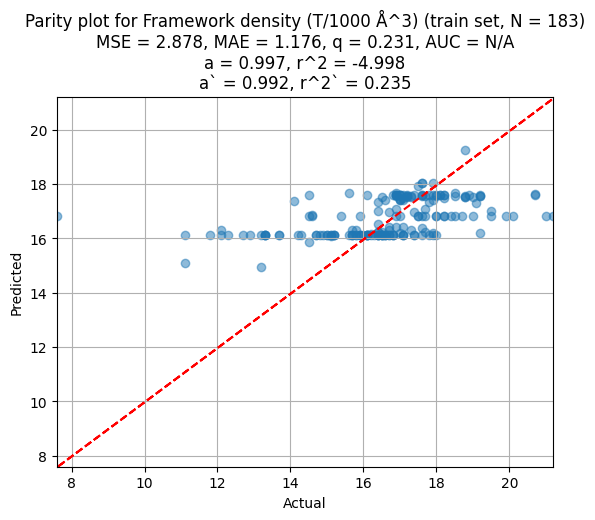 Parity plot for Framework density (T/1000 Å^3) (train set, N = 183)
MSE = 2.878, MAE = 1.176, q = 0.231, AUC = N/A
a = 0.997, r^2 = -4.998
a` = 0.992, r^2` = 0.235
20
18
16
14
12
10
8
Predicted
8 10 12 14 16 18 20
Actual